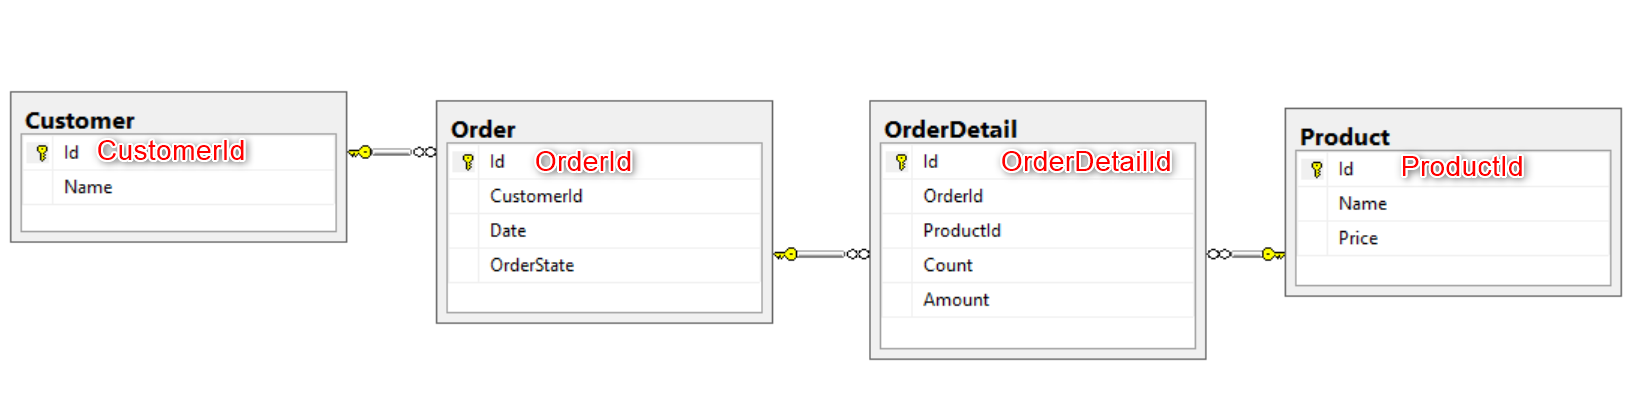 Customer
Id CustomerId
Name
Order
Id OrderId
CustomerId
Date
OrderState
OrderDetail
Id OrderDetailId
OrderId
ProductId
Count
Amount
Product
Id ProductId
Name
Price